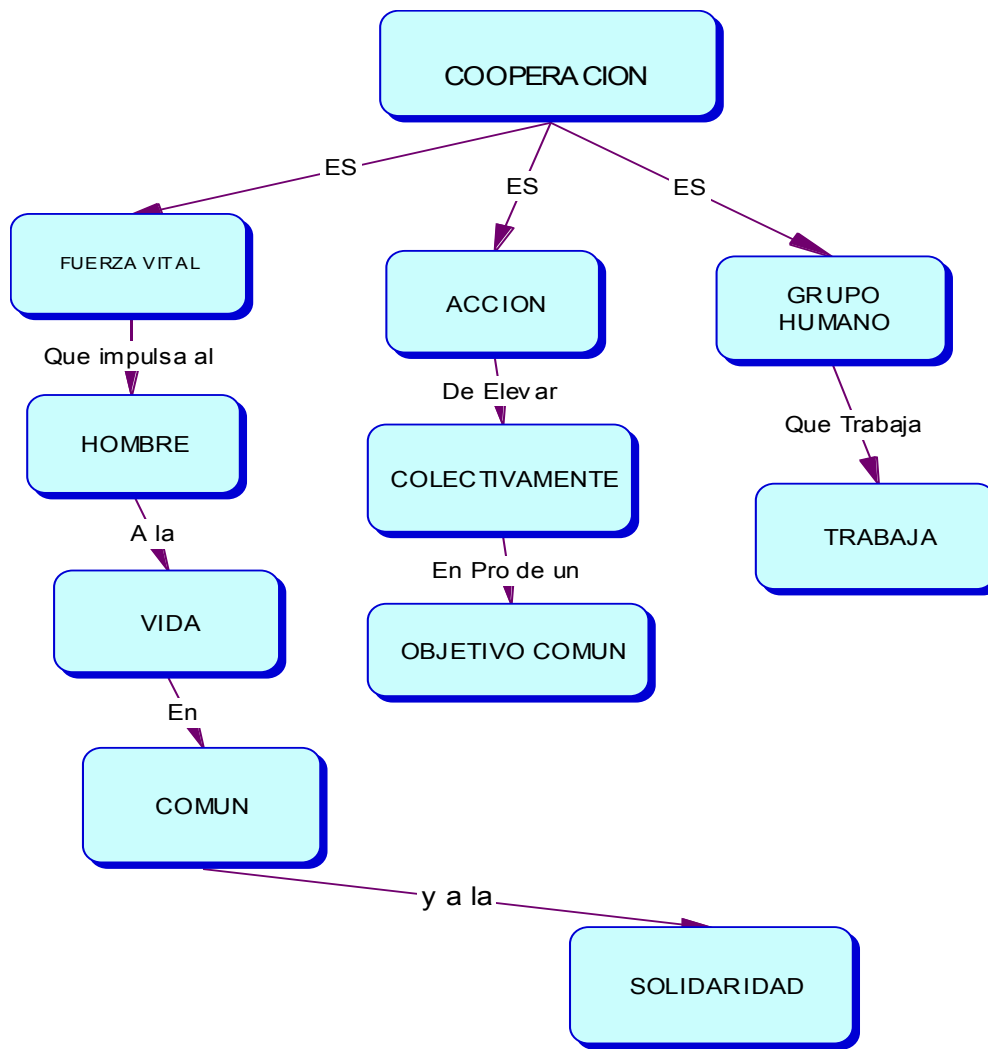 COOPERACION
ES
ES
ES
FUERZA VITAL
ACCION
GRUPO
HUMANO
Que impulsa al
De Elevar
Que Trabaja
HOMBRE
COLECTIVAMENTE
TRABAJA
A la
En Pro de un
VIDA
OBJETIVO COMUN
En
COMUN
y a la
SOLIDARIDAD